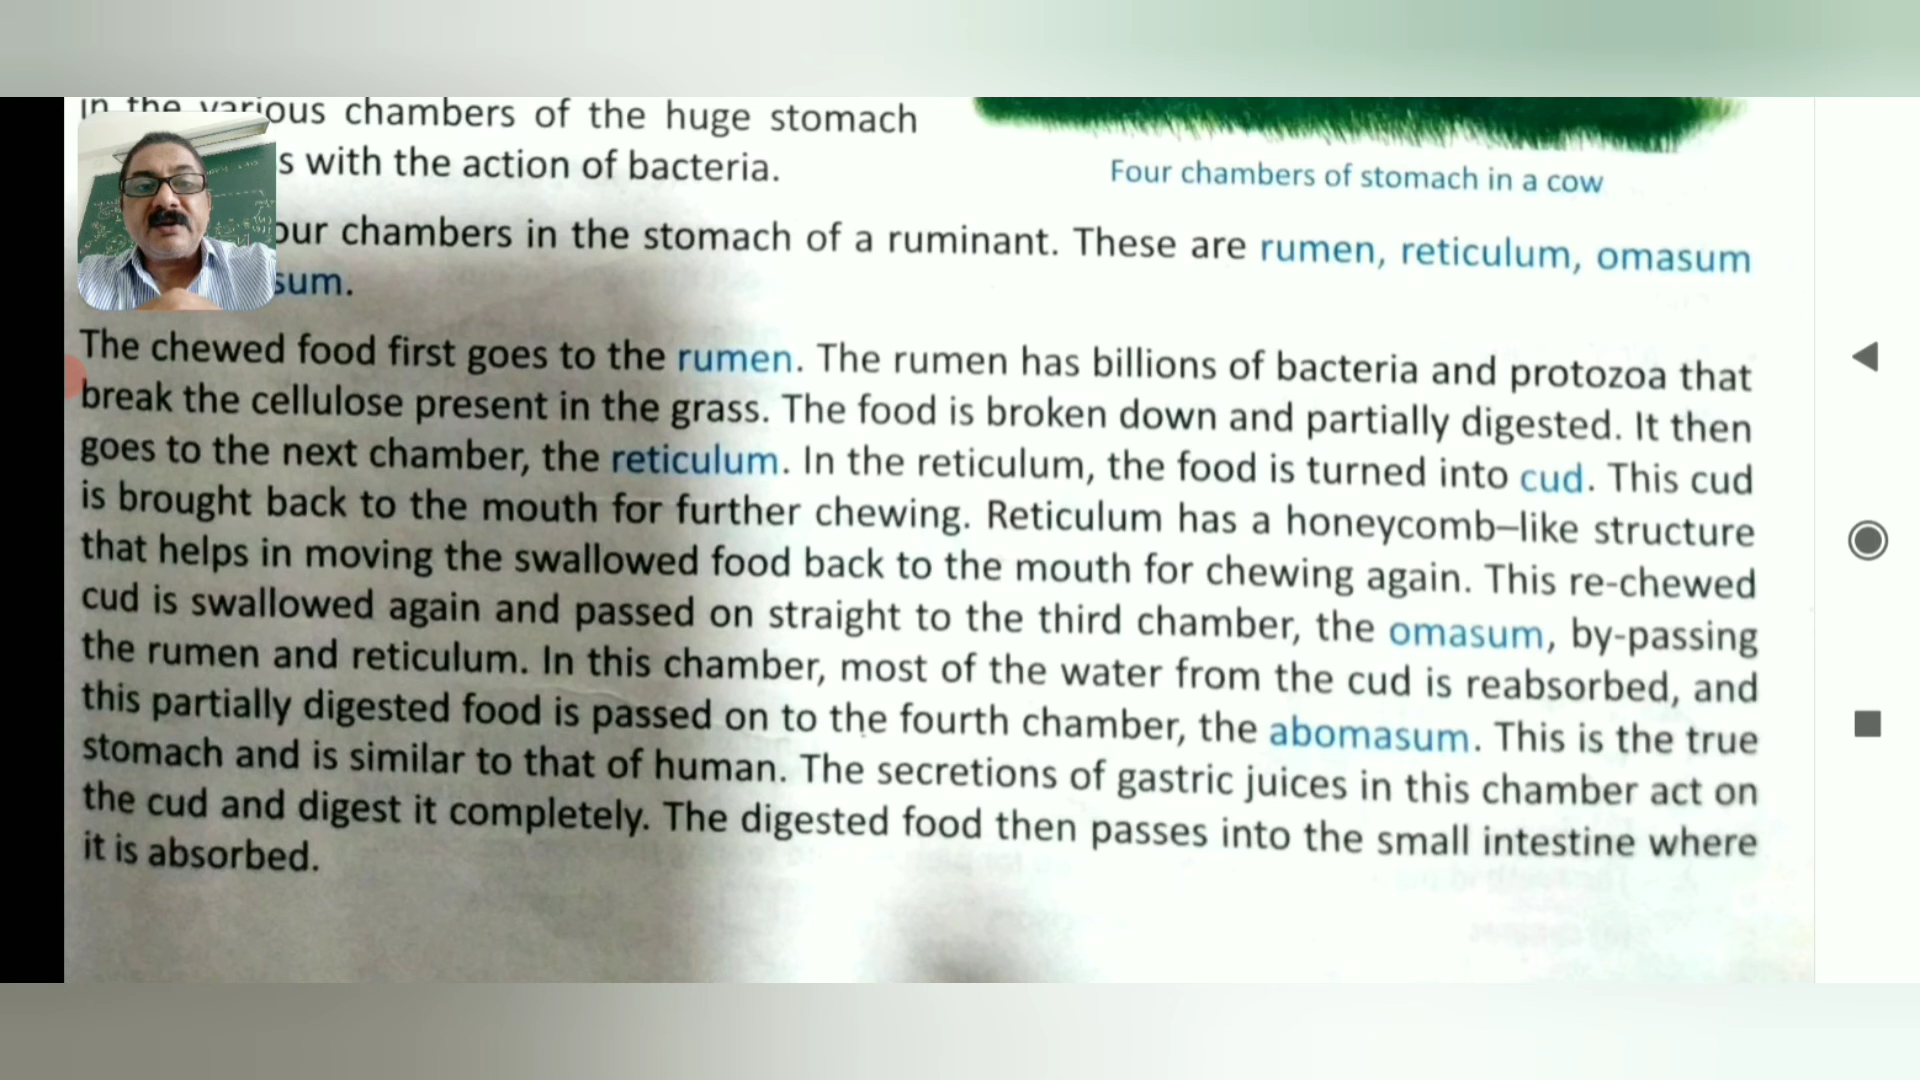 in the various chambers of the huge stomach
s with the action of bacteria.
Four chambers of stomach in a cow
our chambers in the stomach of a ruminant. These are rumen, reticulum, omasum
sum.
The chewed food first goes to the rumen. The rumen has billions of bacteria and protozoa that
break the cellulose present in the grass. The food is broken down and partially digested. It then
goes to the next chamber, the reticulum. In the reticulum, the food is turned into cud. This cud
is brought back to the mouth for further chewing. Reticulum has a honeycomb–like structure
that helps in moving the swallowed food back to the mouth for chewing again. This re-chewed
cud is swallowed again and passed on straight to the third chamber, the omasum, by-passing
the rumen and reticulum. In this chamber, most of the water from the cud is reabsorbed, and
this partially digested food is passed on to the fourth chamber, the abomasum. This is the true
stomach and is similar to that of human. The secretions of gastric juices in this chamber act on
the cud and digest it completely. The digested food then passes into the small intestine where
it is absorbed.